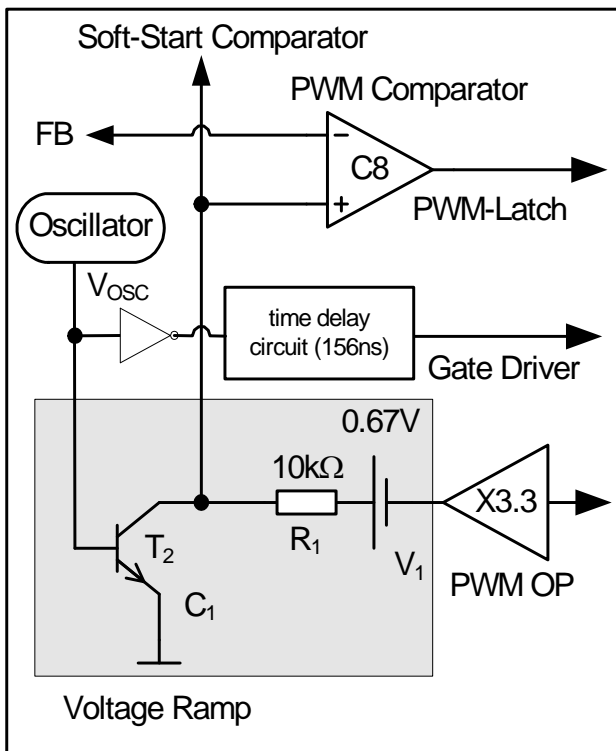 Soft-Start Comparator
PWM Comparator
FB
−
C8
+
PWM-Latch
Oscillator
V_OSC
time delay
circuit (156ns)
Gate Driver
0.67V
10kΩ
X3.3
T₂
R₁
V₁
PWM OP
C₁
Voltage Ramp